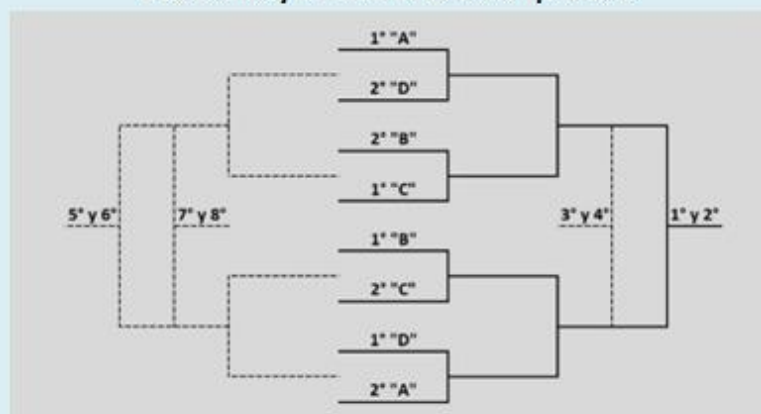 1° "A"
2° "D"
2° "B"
1° "C"
5° y 6°
7° y 8°
3° y 4°
1° y 2°
1° "B"
2° "C"
1° "D"
2° "A"